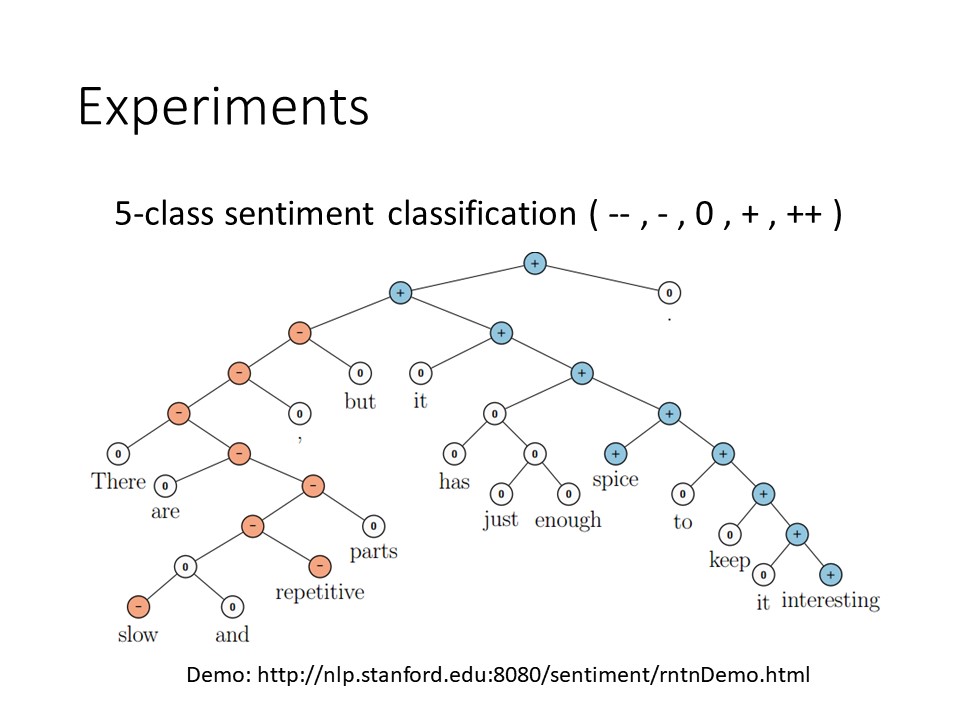 Experiments
5-class sentiment classification ( -- , - , 0 , + , ++ )
+
+ 0
.
- +
- 0 0 +
but it
- 0 0 +
,
0 - 0 0 + +
There has spice
0 - 0 0 0 +
are just enough to
- 0 0 +
parts keep
0 - 0 +
repetitive it interesting
- 0
slow and
Demo: http://nlp.stanford.edu:8080/sentiment/rntnDemo.html